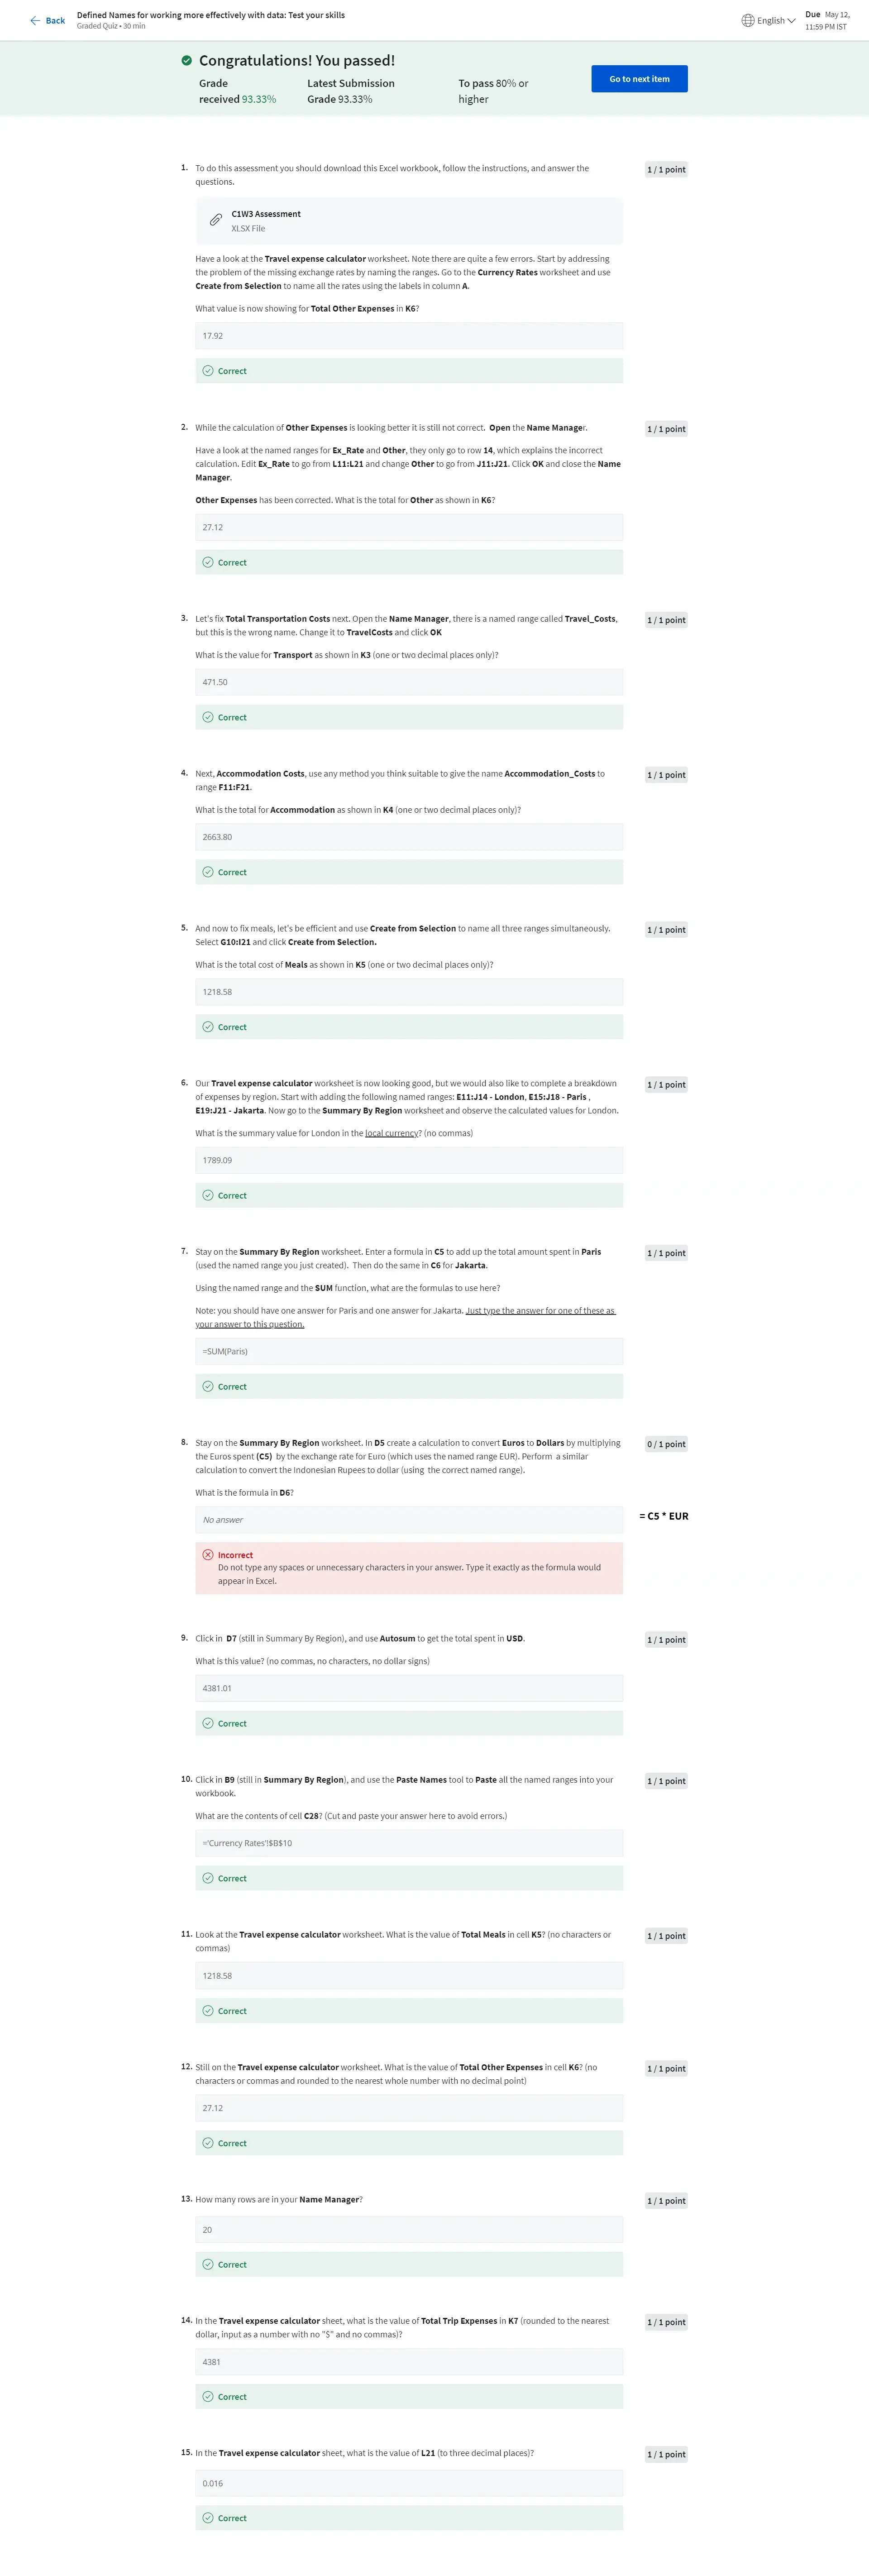 Back
Defined Names for working more effectively with data: Test your skills
Graded Quiz • 30 min
English
Due May 12,
11:59 PM IST
Congratulations! You passed!
Grade
received 93.33%
Latest Submission
Grade 93.33%
To pass 80% or
higher
Go to next item
1. To do this assessment you should download this Excel workbook, follow the instructions, and answer the
questions.
1 / 1 point
C1W3 Assessment
XLSX File
Have a look at the Travel expense calculator worksheet. Note there are quite a few errors. Start by addressing
the problem of the missing exchange rates by naming the ranges. Go to the Currency Rates worksheet and use
Create from Selection to name all the rates using the labels in column A.
What value is now showing for Total Other Expenses in K6?
17.92
Correct
2. While the calculation of Other Expenses is looking better it is still not correct. Open the Name Manager.
1 / 1 point
Have a look at the named ranges for Ex_Rate and Other, they only go to row 14, which explains the incorrect
calculation. Edit Ex_Rate to go from L11:L21 and change Other to go from J11:J21. Click OK and close the Name
Manager.
Other Expenses has been corrected. What is the total for Other as shown in K6?
27.12
Correct
3. Let's fix Total Transportation Costs next. Open the Name Manager, there is a named range called Travel_Costs,
but this is the wrong name. Change it to TravelCosts and click OK
1 / 1 point
What is the value for Transport as shown in K3 (one or two decimal places only)?
471.50
Correct
4. Next, Accommodation Costs, use any method you think suitable to give the name Accommodation_Costs to
range F11:F21.
1 / 1 point
What is the total for Accommodation as shown in K4 (one or two decimal places only)?
2663.80
Correct
5. And now to fix meals, let's be efficient and use Create from Selection to name all three ranges simultaneously.
Select G10:I21 and click Create from Selection.
1 / 1 point
What is the total cost of Meals as shown in K5 (one or two decimal places only)?
1218.58
Correct
6. Our Travel expense calculator worksheet is now looking good, but we would also like to complete a breakdown
of expenses by region. Start with adding the following named ranges: E11:J14 - London, E15:J18 - Paris ,
E19:J21 - Jakarta. Now go to the Summary By Region worksheet and observe the calculated values for London.
1 / 1 point
What is the summary value for London in the local currency? (no commas)
1789.09
Correct
7. Stay on the Summary By Region worksheet. Enter a formula in C5 to add up the total amount spent in Paris
(used the named range you just created). Then do the same in C6 for Jakarta.
1 / 1 point
Using the named range and the SUM function, what are the formulas to use here?
Note: you should have one answer for Paris and one answer for Jakarta. Just type the answer for one of these as
your answer to this question.
=SUM(Paris)
Correct
8. Stay on the Summary By Region worksheet. In D5 create a calculation to convert Euros to Dollars by multiplying
the Euros spent (C5) by the exchange rate for Euro (which uses the named range EUR). Perform a similar
calculation to convert the Indonesian Rupees to dollar (using the correct named range).
0 / 1 point
What is the formula in D6?
No answer
= C5 * EUR
Incorrect
Do not type any spaces or unnecessary characters in your answer. Type it exactly as the formula would
appear in Excel.
9. Click in D7 (still in Summary By Region), and use Autosum to get the total spent in USD.
1 / 1 point
What is this value? (no commas, no characters, no dollar signs)
4381.01
Correct
10. Click in B9 (still in Summary By Region), and use the Paste Names tool to Paste all the named ranges into your
workbook.
1 / 1 point
What are the contents of cell C28? (Cut and paste your answer here to avoid errors.)
='Currency Rates'!$B$10
Correct
11. Look at the Travel expense calculator worksheet. What is the value of Total Meals in cell K5? (no characters or
commas)
1 / 1 point
1218.58
Correct
12. Still on the Travel expense calculator worksheet. What is the value of Total Other Expenses in cell K6? (no
characters or commas and rounded to the nearest whole number with no decimal point)
1 / 1 point
27.12
Correct
13. How many rows are in your Name Manager?
1 / 1 point
20
Correct
14. In the Travel expense calculator sheet, what is the value of Total Trip Expenses in K7 (rounded to the nearest
dollar, input as a number with no "$" and no commas)?
1 / 1 point
4381
Correct
15. In the Travel expense calculator sheet, what is the value of L21 (to three decimal places)?
1 / 1 point
0.016
Correct